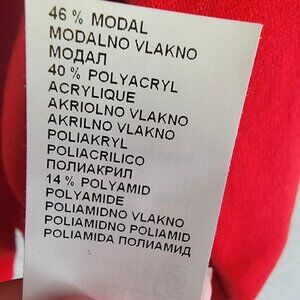 46 % MODAL
MODALNO VLAKNO
МОДАЛ
40 % POLYACRYL
ACRYLIQUE
AKRIOLNO VLAKNO
AKRILNO VLAKNO
POLIAKRYL
POLIACRILICO
ПОЛИАКРИЛ
14 % POLYAMID
POLYAMIDE
POLIAMIDNO VLAKNO
POLIAMIDNO POLIAMID
POLIAMIDA ПОЛИАМИД